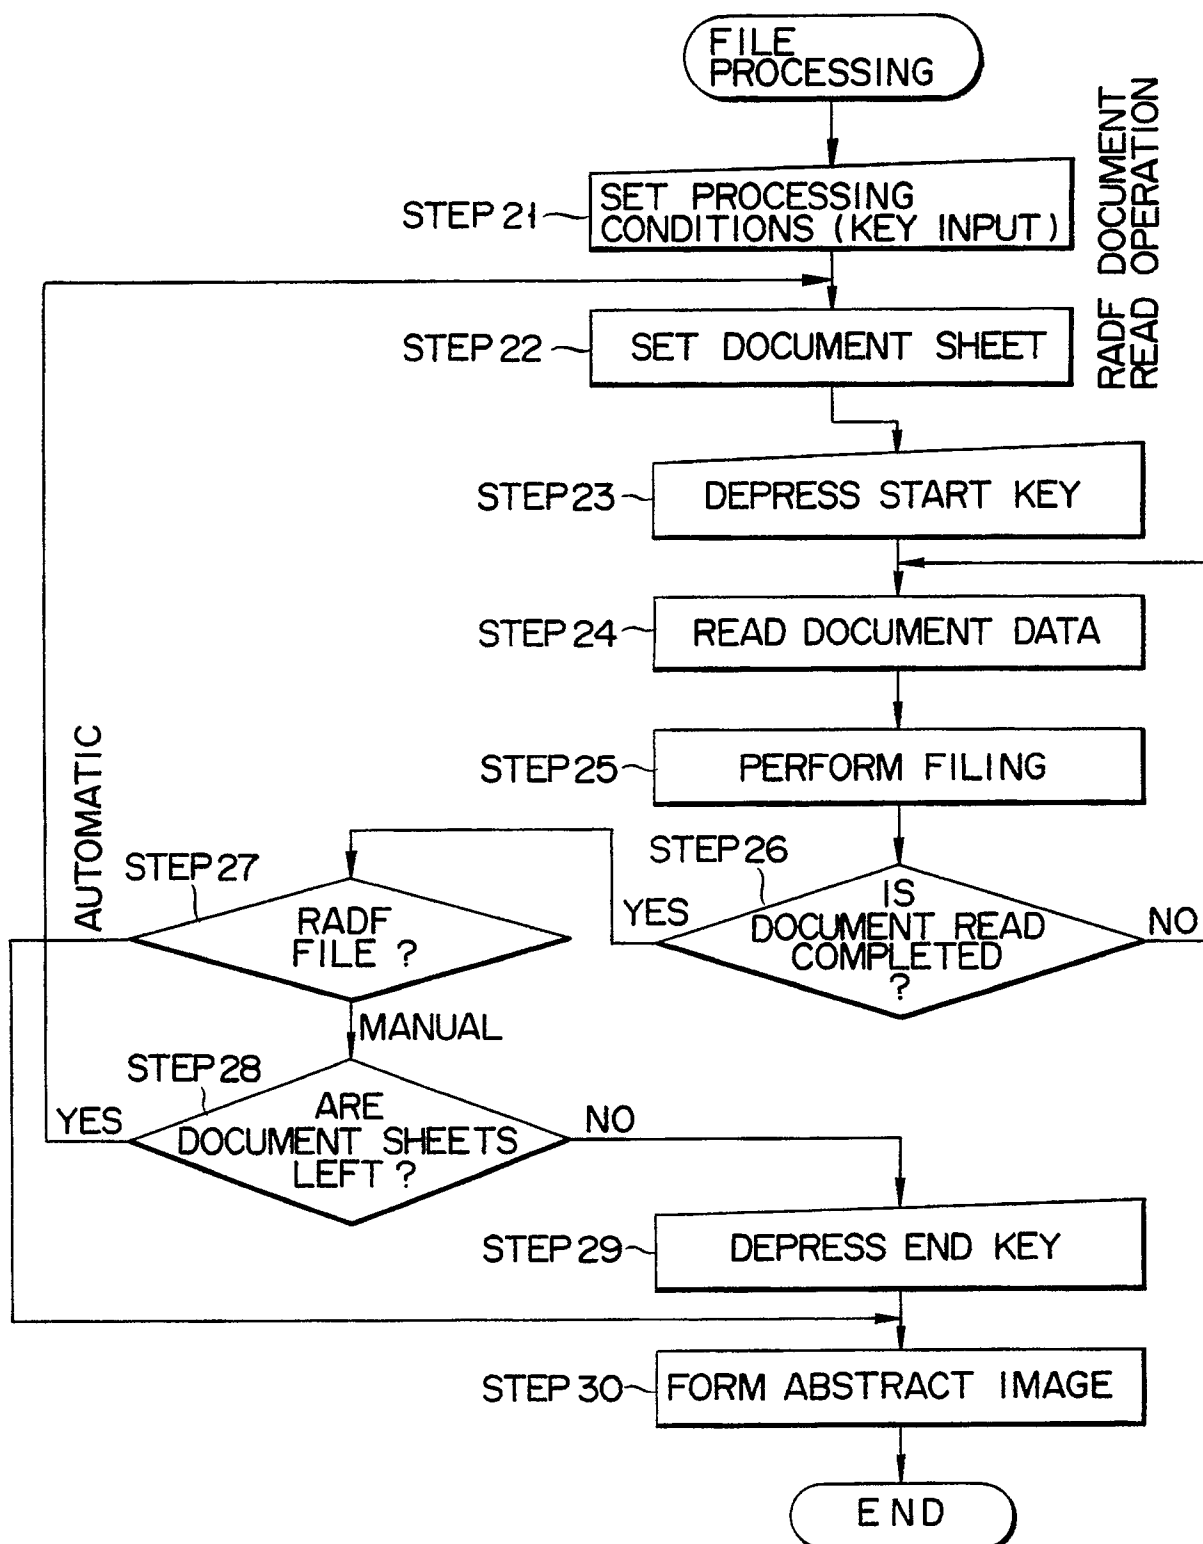 FILE
PROCESSING
RADF DOCUMENT
READ OPERATION
STEP 21
SET PROCESSING
CONDITIONS (KEY INPUT)
STEP 22
SET DOCUMENT SHEET
STEP 23
DEPRESS START KEY
STEP 24
READ DOCUMENT DATA
STEP 25
PERFORM FILING
AUTOMATIC
STEP 26
IS
DOCUMENT READ
COMPLETED
?
YES
NO
STEP 27
RADF
FILE ?
MANUAL
STEP 28
ARE
DOCUMENT SHEETS
LEFT ?
YES
NO
STEP 29
DEPRESS END KEY
STEP 30
FORM ABSTRACT IMAGE
END